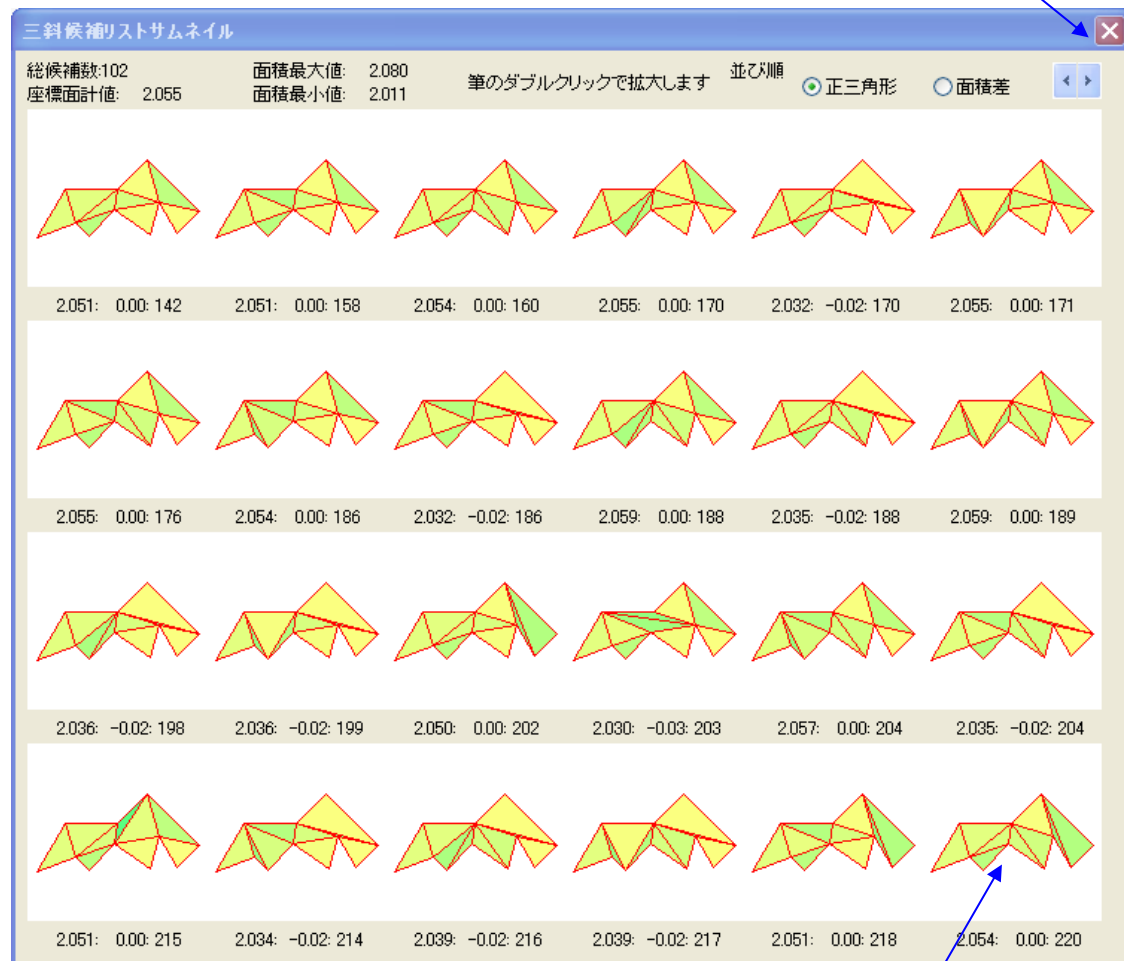 三斜候補リストサムネイル
総候補数:102 面積最大値: 2.080 筆のダブルクリックで拡大します 並び順 正三角形 面積差
座標面計値: 2.055 面積最小値: 2.011
2.051: 0.00: 142 2.051: 0.00: 158 2.054: 0.00: 160 2.055: 0.00: 170 2.032: -0.02: 170 2.055: 0.00: 171
2.055: 0.00: 176 2.054: 0.00: 186 2.032: -0.02: 186 2.059: 0.00: 188 2.035: -0.02: 188 2.059: 0.00: 189
2.036: -0.02: 198 2.036: -0.02: 199 2.050: 0.00: 202 2.030: -0.03: 203 2.057: 0.00: 204 2.035: -0.02: 204
2.051: 0.00: 215 2.034: -0.02: 214 2.039: -0.02: 216 2.039: -0.02: 217 2.051: 0.00: 218 2.054: 0.00: 220